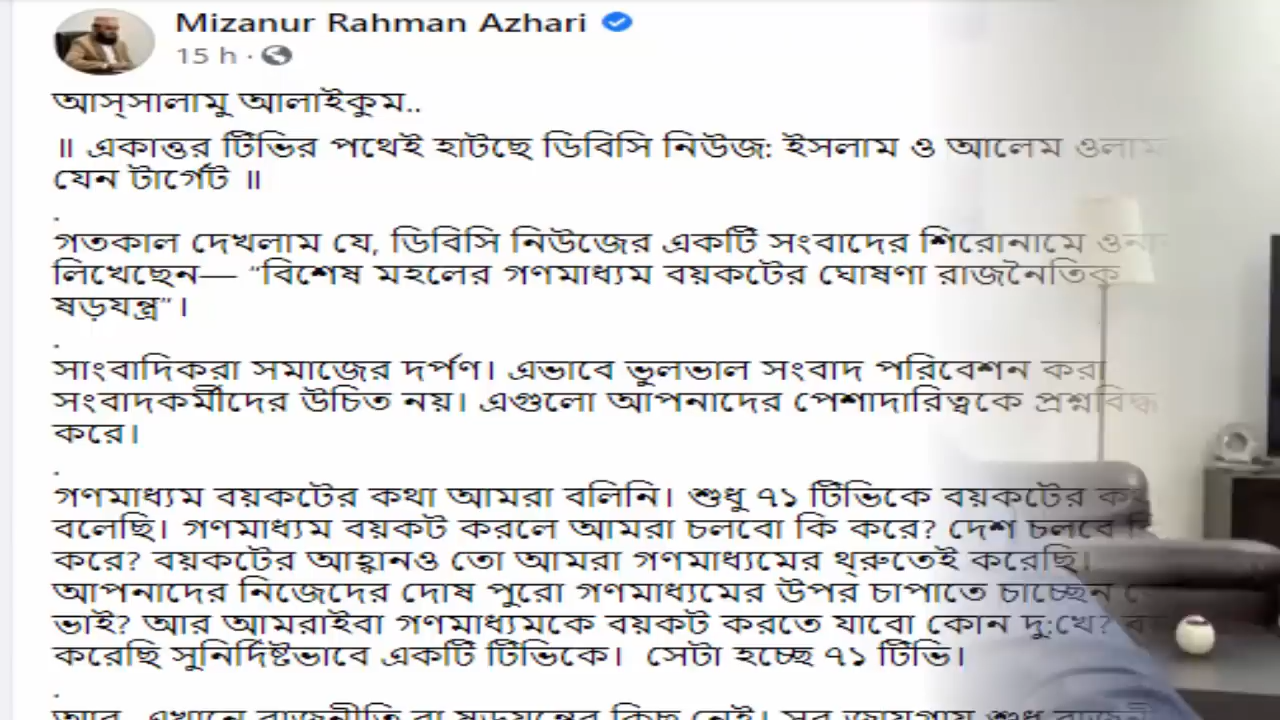 Mizanur Rahman Azhari
15 h ·
আস্সালামু আলাইকুম..
॥ একাত্তর টিভির পথেই হাটছে ডিবিসি নিউজ: ইসলাম ও আলেম
যেন টার্গেট ॥
.
গতকাল দেখলাম যে, ডিবিসি নিউজের একটি সংবাদের শিরোনামে
লিখেছেন— “বিশেষ মহলের গণমাধ্যম বয়কটের ঘোষণা রাজনৈতিক
ষড়যন্ত্র”।
.
সাংবাদিকরা সমাজের দর্পণ। এভাবে ভুলভাল সংবাদ পরিবেশন করা
সংবাদকর্মীদের উচিত নয়। এগুলো আপনাদের পেশাদারিত্বকে প্রশ্নবিদ্ধ
করে।
.
গণমাধ্যম বয়কটের কথা আমরা বলিনি। শুধু ৭১ টিভিকে বয়কটের
বলেছি। গণমাধ্যম বয়কট করলে আমরা চলবো কি করে? দেশ চলবে
করে? বয়কটের আহ্বানও তো আমরা গণমাধ্যমের থ্রুতেই করেছি।
আপনাদের নিজেদের দোষ পুরো গণমাধ্যমের উপর চাপাতে চাচ্ছেন
ভাই? আর আমরাইবা গণমাধ্যমকে বয়কট করতে যাবো কোন দু:খে?
করেছি সুনির্দিষ্টভাবে একটি টিভিকে। সেটা হচ্ছে ৭১ টিভি।
.